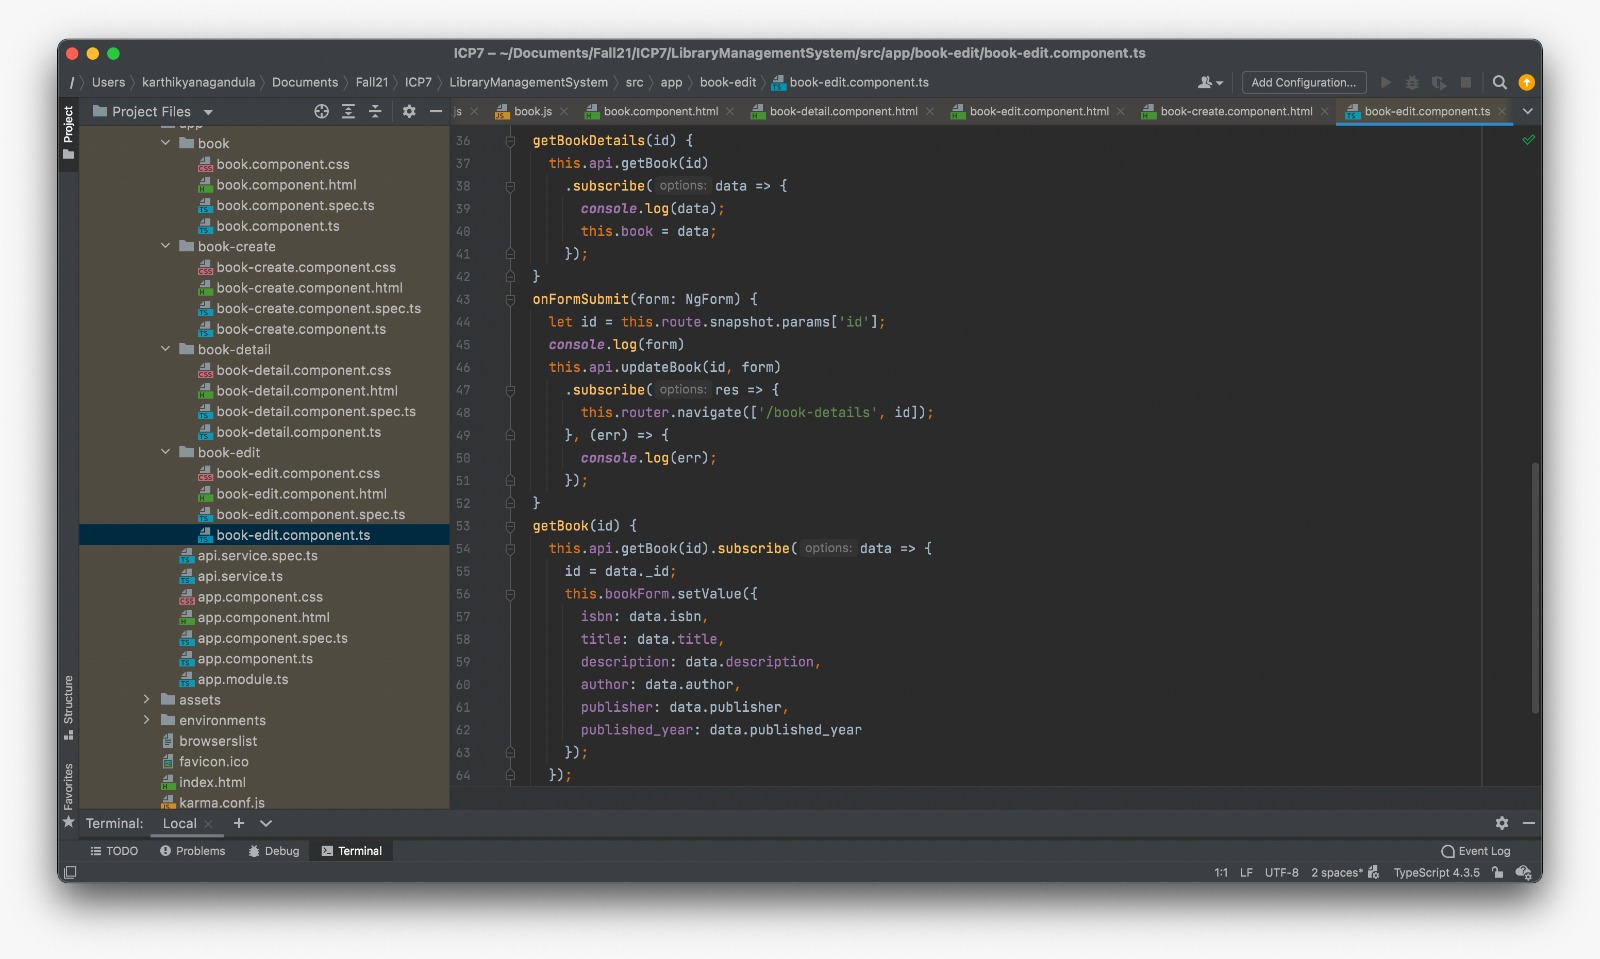 ICP7 – ~/Documents/Fall21/ICP7/LibraryManagementSystem/src/app/book-edit/book-edit.component.ts
/ Users karthikyanagandula Documents Fall21 ICP7 LibraryManagementSystem src app book-edit book-edit.component.ts
Add Configuration...
Project
Project Files
js book.js book.component.html book-detail.component.html book-edit.component.html book-create.component.html book-edit.component.ts
app
book
book.component.css
book.component.html
book.component.spec.ts
book.component.ts
book-create
book-create.component.css
book-create.component.html
book-create.component.spec.ts
book-create.component.ts
book-detail
book-detail.component.css
book-detail.component.html
book-detail.component.spec.ts
book-detail.component.ts
book-edit
book-edit.component.css
book-edit.component.html
book-edit.component.spec.ts
book-edit.component.ts
api.service.spec.ts
api.service.ts
app.component.css
app.component.html
app.component.spec.ts
app.component.ts
app.module.ts
assets
environments
browserslist
favicon.ico
index.html
karma.conf.js
Structure
Favorites
36 getBookDetails(id) {
37 this.api.getBook(id)
38 .subscribe( options: data => {
39 console.log(data);
40 this.book = data;
41 });
42 }
43 onFormSubmit(form: NgForm) {
44 let id = this.route.snapshot.params['id'];
45 console.log(form)
46 this.api.updateBook(id, form)
47 .subscribe( options: res => {
48 this.router.navigate(['/book-details', id]);
49 }, (err) => {
50 console.log(err);
51 });
52 }
53 getBook(id) {
54 this.api.getBook(id).subscribe( options: data => {
55 id = data._id;
56 this.bookForm.setValue({
57 isbn: data.isbn,
58 title: data.title,
59 description: data.description,
60 author: data.author,
61 publisher: data.publisher,
62 published_year: data.published_year
63 });
64 });
Terminal: Local
TODO Problems Debug Terminal Event Log
1:1 LF UTF-8 2 spaces* TypeScript 4.3.5